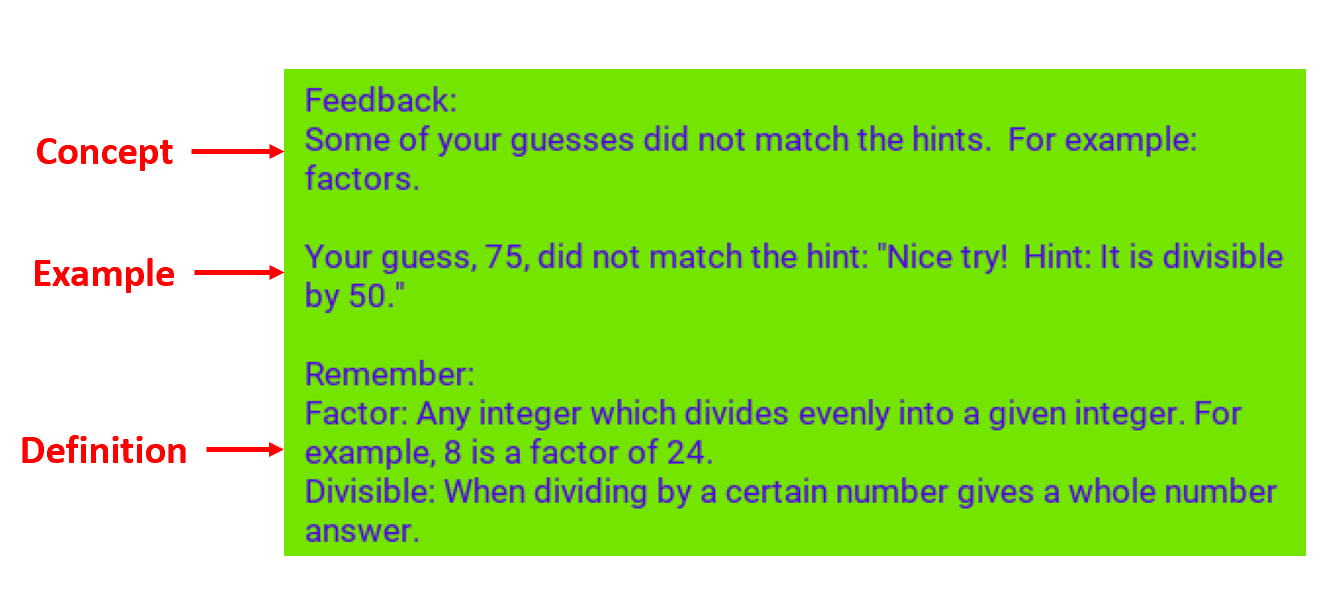 Feedback:
Concept
Some of your guesses did not match the hints.  For example:
factors.
Example
Your guess, 75, did not match the hint: "Nice try!  Hint: It is divisible
by 50."
Remember:
Definition
Factor: Any integer which divides evenly into a given integer. For
example, 8 is a factor of 24.
Divisible: When dividing by a certain number gives a whole number
answer.